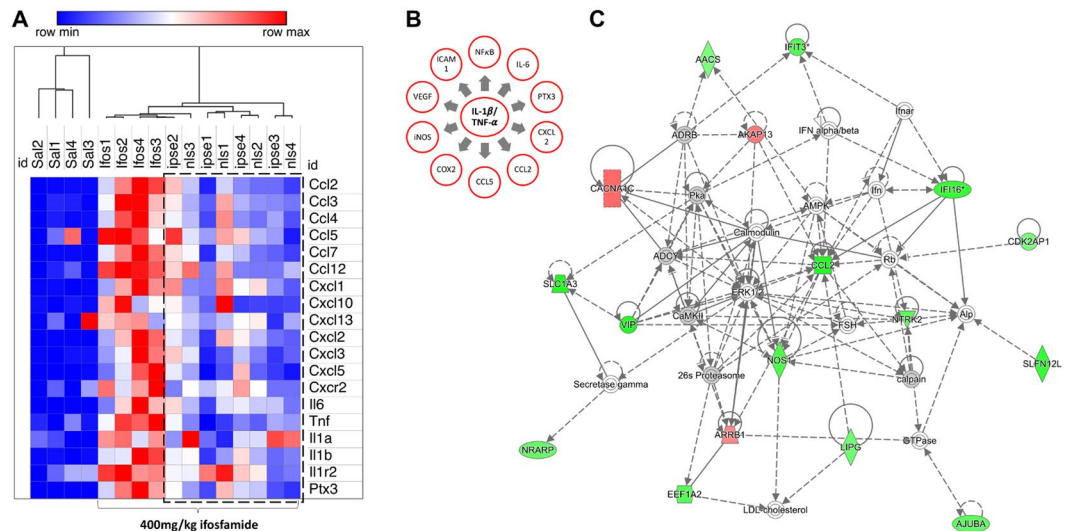 A
row min
row max
id
Sal2
Sal1
Sal4
Sal3
Ifos1
Ifos2
Ifos4
Ifos3
ipse2
nls3
ipse1
nls1
ipse4
nls2
ipse3
nls4
id
Ccl2
Ccl3
Ccl4
Ccl5
Ccl7
Ccl12
Cxcl1
Cxcl10
Cxcl13
Cxcl2
Cxcl3
Cxcl5
Cxcr2
Il6
Tnf
Il1a
Il1b
Il1r2
Ptx3
400mg/kg ifosfamide
B
NFκB
IL-6
PTX3
CXCL
2
CCL2
CCL5
COX2
iNOS
VEGF
ICAM
1
IL-1β/
TNF-α
C
IFIT3*
AACS
Ifnar
ADRB
AKAP13
IFN alpha/beta
CACNA1C
Pka
Ifn
IFI16*
AMPK
Calmodulin
CDK2AP1
ADCY
CCL2
Rb
SLC1A3
ERK1/2
CaMKII
VIP
FSH
NTRK2
Alp
NOS1
SLFN12L
Secretase gamma
26s Proteasome
calpain
ARRB1
GTPase
NRARP
LIPG
EEF1A2
LDL cholesterol
AJUBA